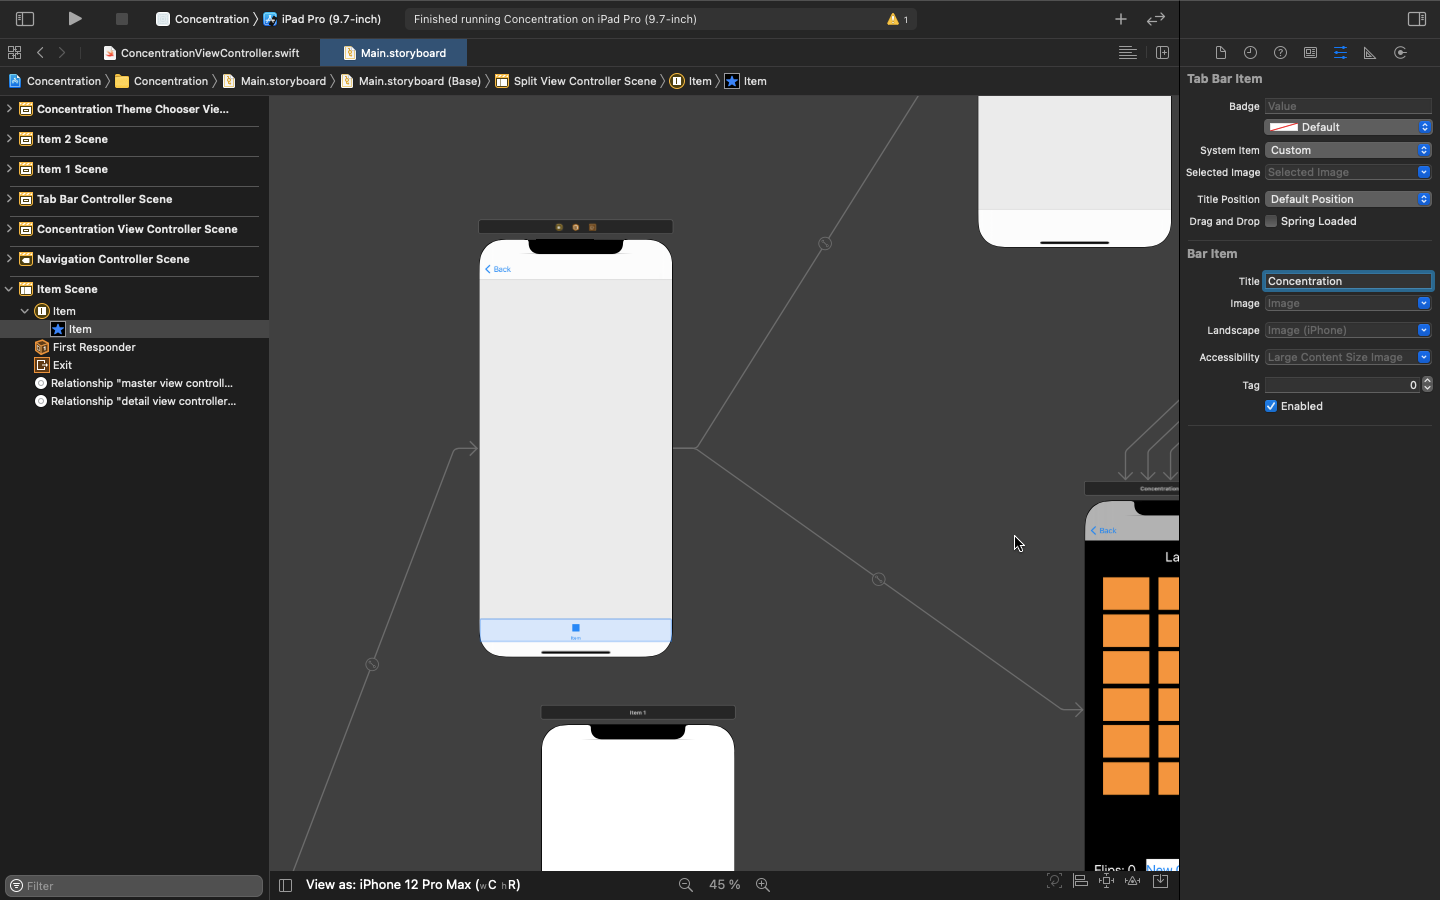 Concentration
iPad Pro (9.7-inch)
Finished running Concentration on iPad Pro (9.7-inch)
1
ConcentrationViewController.swift
Main.storyboard
Concentration
Concentration
Main.storyboard
Main.storyboard (Base)
Split View Controller Scene
Item
Item
Concentration Theme Chooser Vie...
Item 2 Scene
Item 1 Scene
Tab Bar Controller Scene
Concentration View Controller Scene
Navigation Controller Scene
Item Scene
Item
Item
First Responder
Exit
Relationship "master view controll...
Relationship "detail view controller...
Filter
Back
Item
Item 1
Concentration
Back
La
Flips: 0
New G
View as: iPhone 12 Pro Max (wC hR)
45 %
Tab Bar Item
Badge
Value
Default
System Item
Custom
Selected Image
Selected Image
Title Position
Default Position
Drag and Drop
Spring Loaded
Bar Item
Title
Concentration
Image
Image
Landscape
Image (iPhone)
Accessibility
Large Content Size Image
Tag
0
Enabled